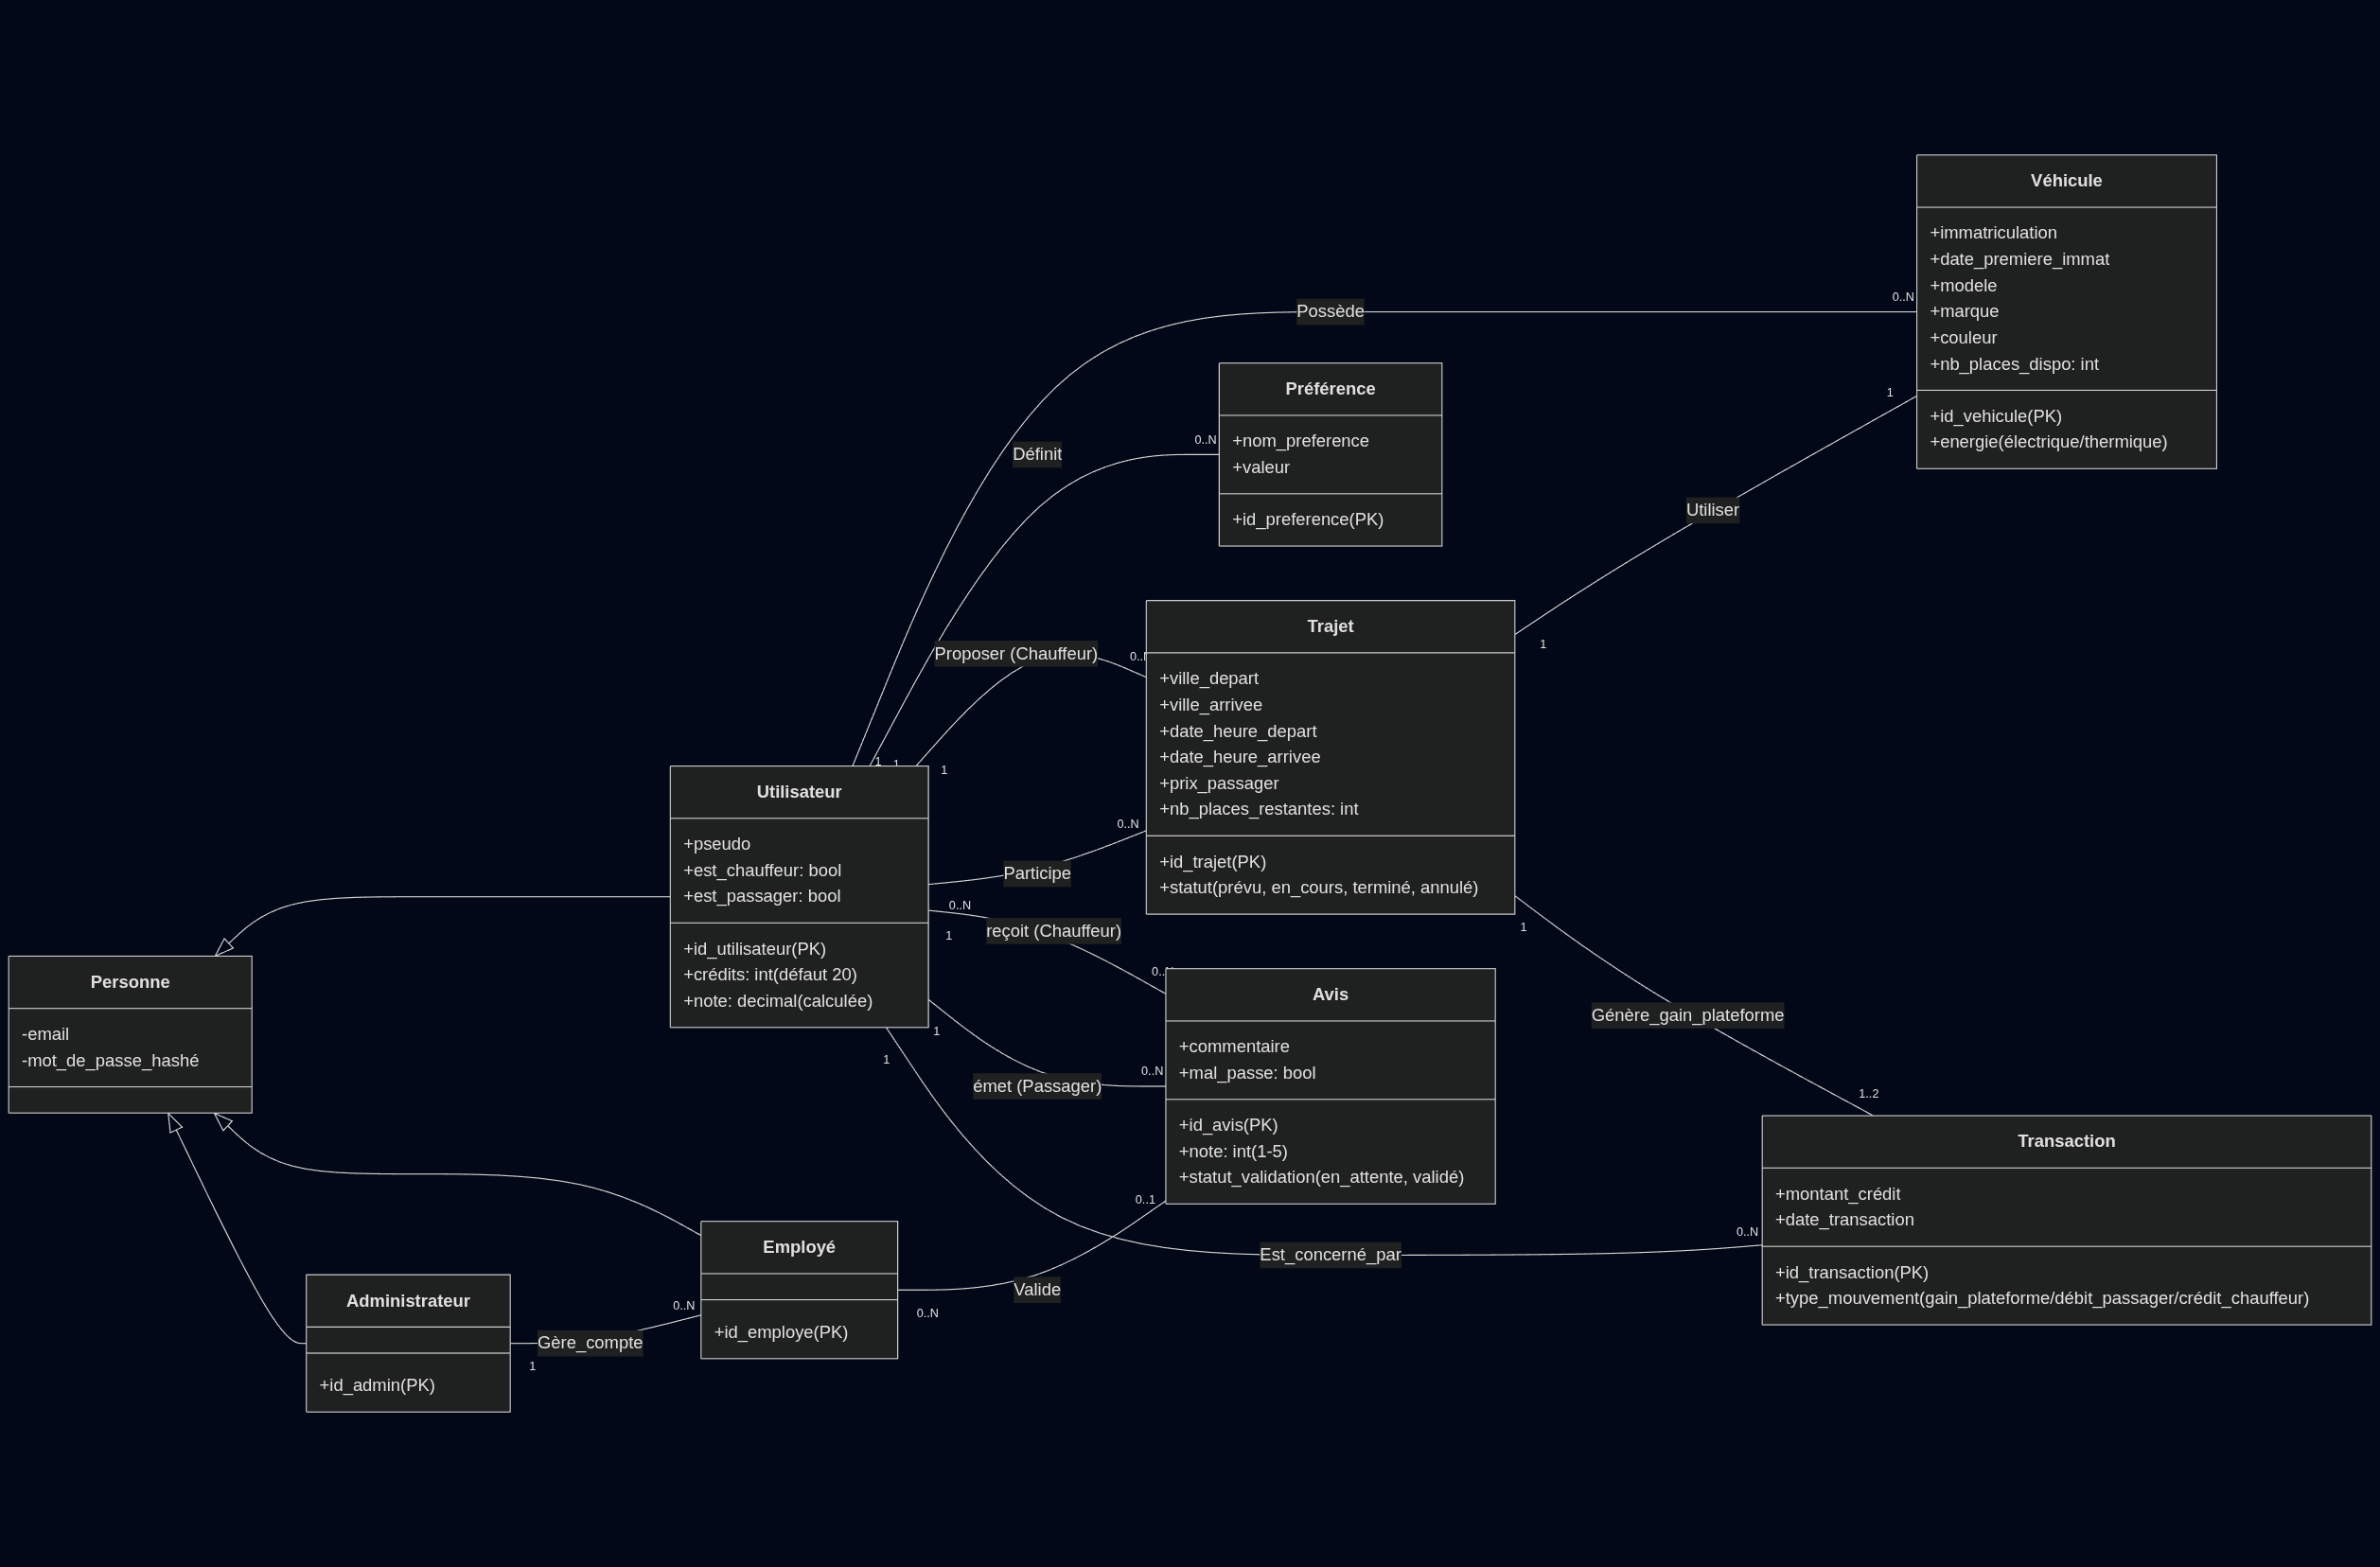 Véhicule
+immatriculation
+date_premiere_immat
+modele
+marque
+couleur
+nb_places_dispo: int
+id_vehicule(PK)
+energie(électrique/thermique)
Possède
0..N
1
Préférence
+nom_preference
+valeur
+id_preference(PK)
Définit
0..N
1
Utiliser
1
1
Trajet
+ville_depart
+ville_arrivee
+date_heure_depart
+date_heure_arrivee
+prix_passager
+nb_places_restantes: int
+id_trajet(PK)
+statut(prévu, en_cours, terminé, annulé)
Proposer (Chauffeur)
1
Utilisateur
+pseudo
+est_chauffeur: bool
+est_passager: bool
+id_utilisateur(PK)
+crédits: int(défaut 20)
+note: decimal(calculée)
Participe
0..N
0..N
reçoit (Chauffeur)
1
émet (Passager)
1
0..N
Avis
+commentaire
+mal_passe: bool
+id_avis(PK)
+note: int(1-5)
+statut_validation(en_attente, validé)
Génère_gain_plateforme
1
1..2
Personne
-email
-mot_de_passe_hashé
Transaction
+montant_crédit
+date_transaction
+id_transaction(PK)
+type_mouvement(gain_plateforme/débit_passager/crédit_chauffeur)
Est_concerné_par
1
0..N
Employé
+id_employe(PK)
Valide
0..N
0..1
Administrateur
+id_admin(PK)
Gère_compte
1
0..N